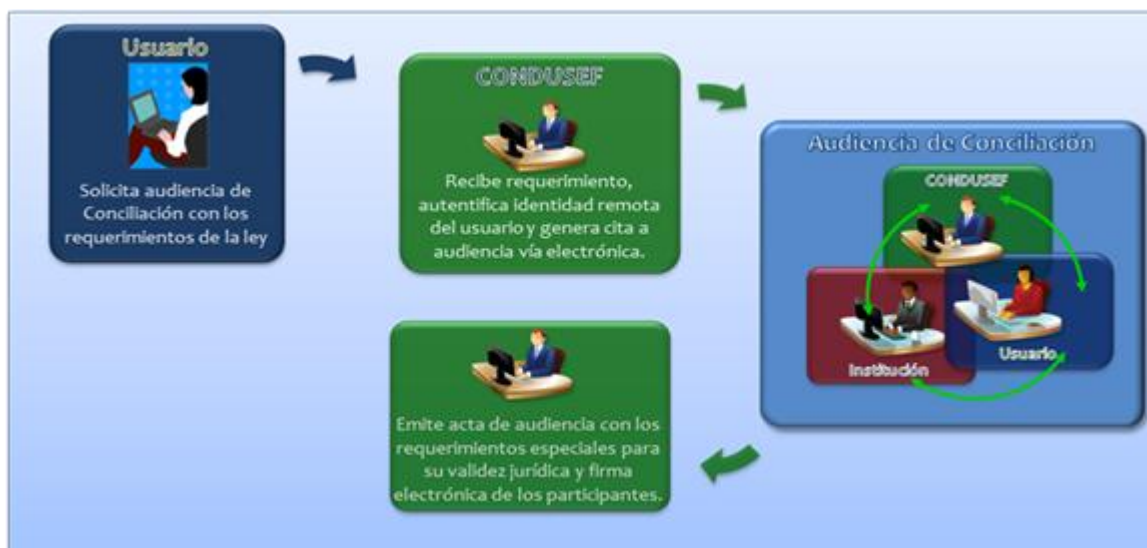 Usuario
Solicita audiencia de
Conciliación con los
requerimientos de la ley
CONDUSEF
Recibe requerimiento,
autentifica identidad remota
del usuario y genera cita a
audiencia vía electrónica.
Audiencia de Conciliación
CONDUSEF
Institución
Usuario
Emite acta de audiencia con los
requerimientos especiales para
su validez jurídica y firma
electrónica de los participantes.